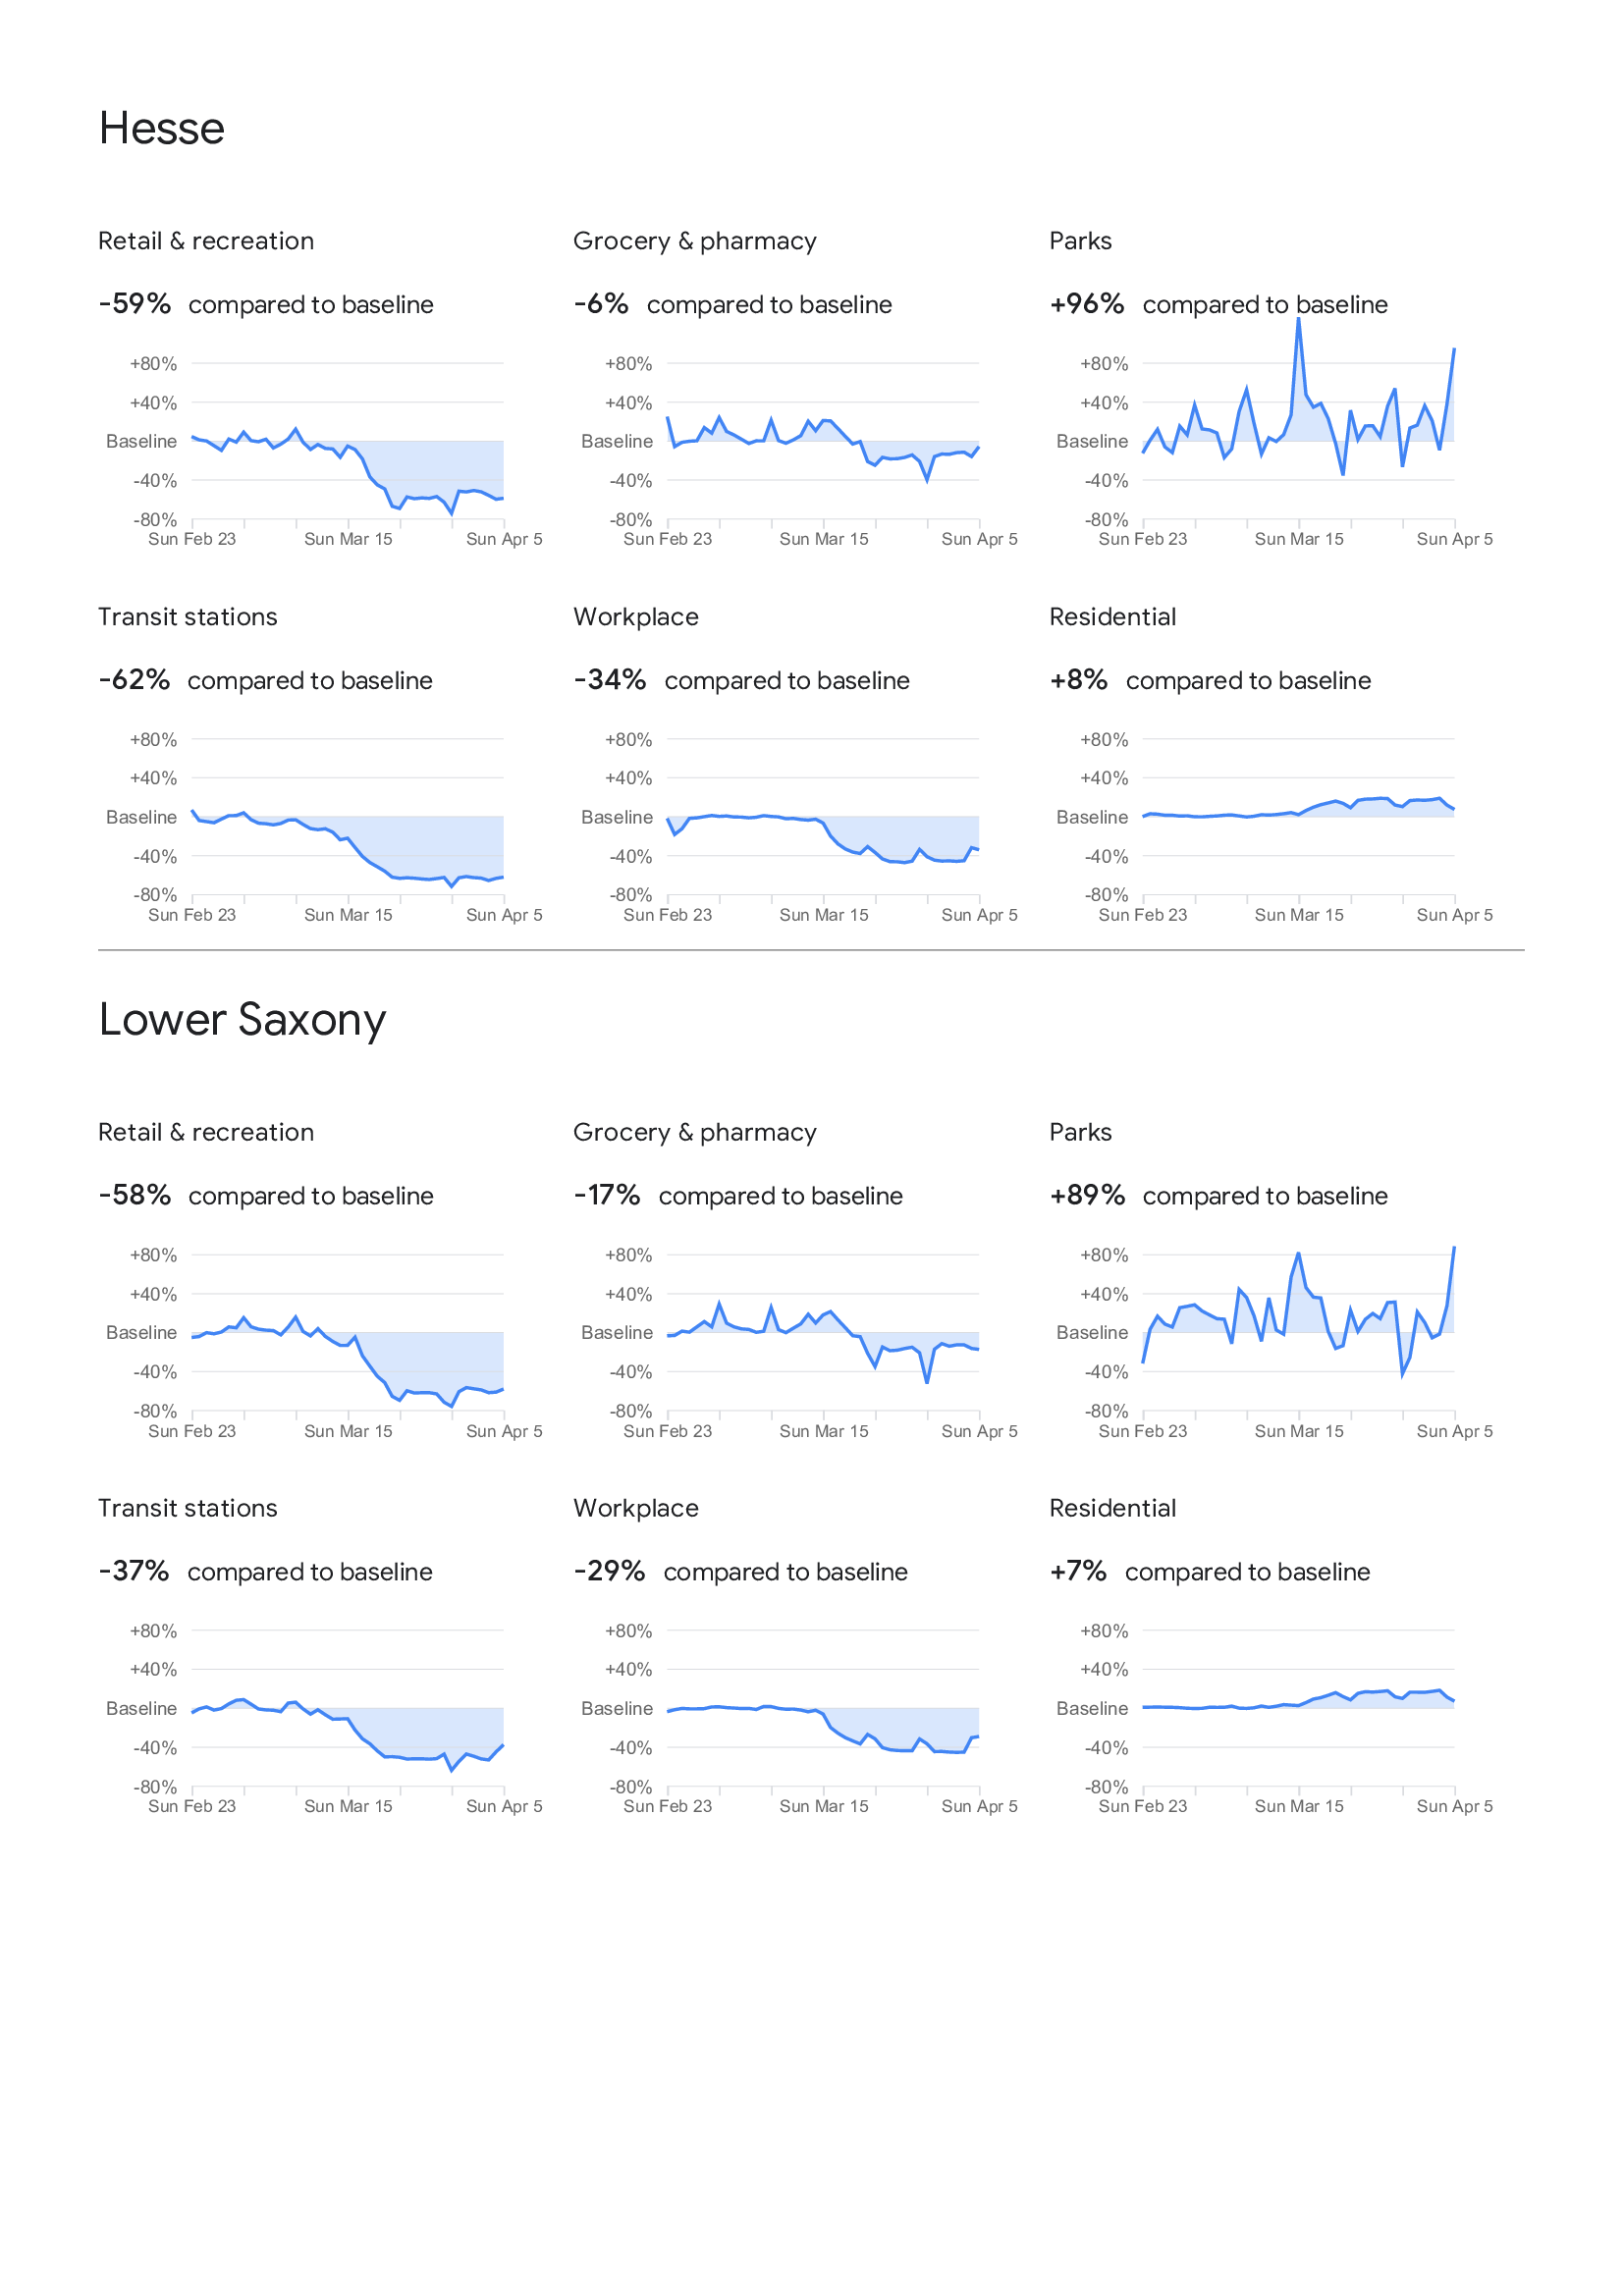 Hesse
Retail & recreation
Grocery & pharmacy
Parks
-59% compared to baseline
-6% compared to baseline
+96% compared to baseline
+80%
+40%
Baseline
-40%
-80%
Sun Feb 23 Sun Mar 15 Sun Apr 5
+80%
+40%
Baseline
-40%
-80%
Sun Feb 23 Sun Mar 15 Sun Apr 5
+80%
+40%
Baseline
-40%
-80%
Sun Feb 23 Sun Mar 15 Sun Apr 5
Transit stations
Workplace
Residential
-62% compared to baseline
-34% compared to baseline
+8% compared to baseline
+80%
+40%
Baseline
-40%
-80%
Sun Feb 23 Sun Mar 15 Sun Apr 5
+80%
+40%
Baseline
-40%
-80%
Sun Feb 23 Sun Mar 15 Sun Apr 5
+80%
+40%
Baseline
-40%
-80%
Sun Feb 23 Sun Mar 15 Sun Apr 5
Lower Saxony
Retail & recreation
Grocery & pharmacy
Parks
-58% compared to baseline
-17% compared to baseline
+89% compared to baseline
+80%
+40%
Baseline
-40%
-80%
Sun Feb 23 Sun Mar 15 Sun Apr 5
+80%
+40%
Baseline
-40%
-80%
Sun Feb 23 Sun Mar 15 Sun Apr 5
+80%
+40%
Baseline
-40%
-80%
Sun Feb 23 Sun Mar 15 Sun Apr 5
Transit stations
Workplace
Residential
-37% compared to baseline
-29% compared to baseline
+7% compared to baseline
+80%
+40%
Baseline
-40%
-80%
Sun Feb 23 Sun Mar 15 Sun Apr 5
+80%
+40%
Baseline
-40%
-80%
Sun Feb 23 Sun Mar 15 Sun Apr 5
+80%
+40%
Baseline
-40%
-80%
Sun Feb 23 Sun Mar 15 Sun Apr 5